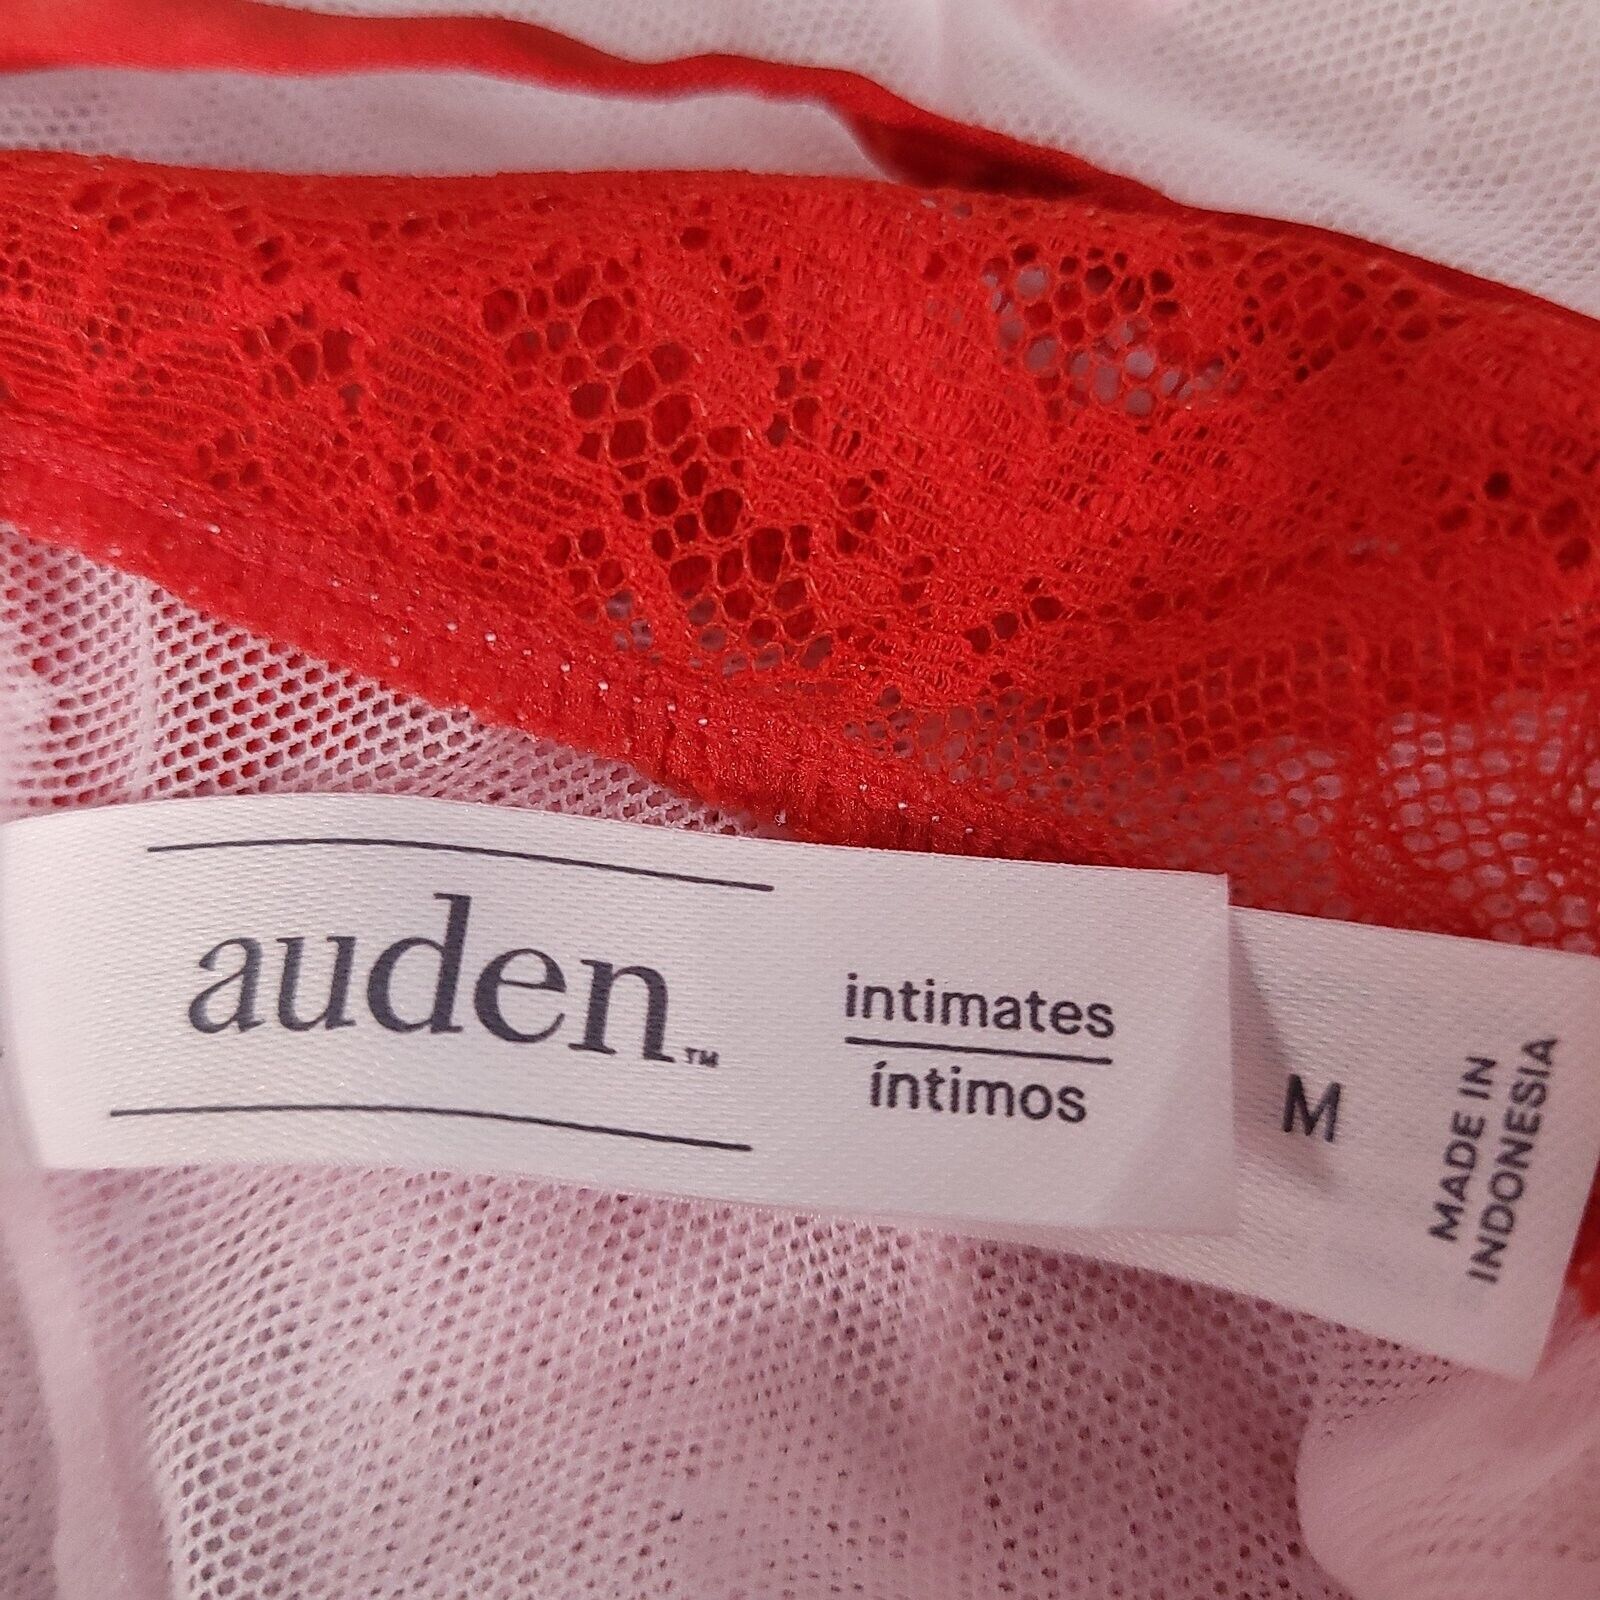 auden™
intimates
íntimos
M
MADE IN
INDONESIA